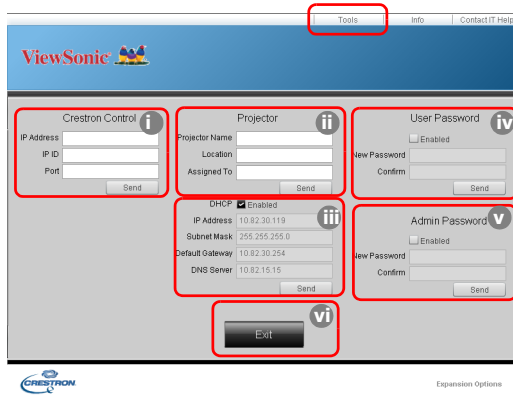 Tools Info Contact IT Help
ViewSonic
Crestron Control i
IP Address
IP ID
Port
Send
Projector ii
Projector Name
Location
Assigned To
Send
DHCP Enabled
iii
IP Address 10.82.30.119
Subnet Mask 255.255.255.0
Default Gateway 10.82.30.254
DNS Server 10.82.15.15
Send
User Password iv
Enabled
New Password
Confirm
Send
Admin Password v
Enabled
New Password
Confirm
Send
vi
Exit
CRESTRON
Expansion Options